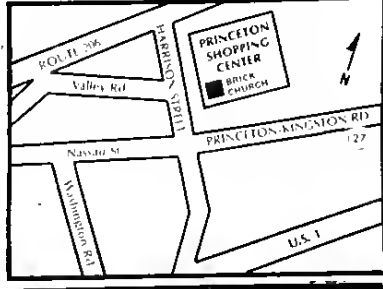 ROUTE 206
HARRISON STREET
PRINCETON
SHOPPING
CENTER
BRICK
CHURCH
N
Valley Rd
PRINCETON-KINGSTON RD
Nassau St
Washington Rd
U.S. 1